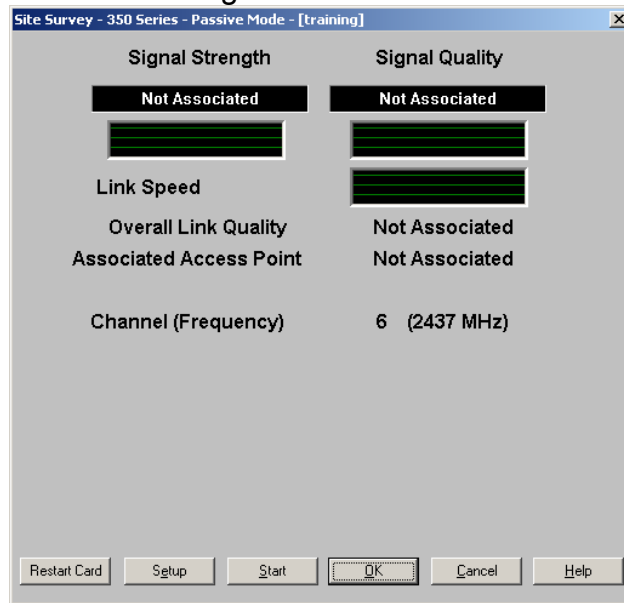 Site Survey - 350 Series - Passive Mode - [training]
Signal Strength Signal Quality
Not Associated Not Associated
Link Speed
Overall Link Quality Not Associated
Associated Access Point Not Associated
Channel (Frequency) 6 (2437 MHz)
Restart Card Setup Start OK Cancel Help